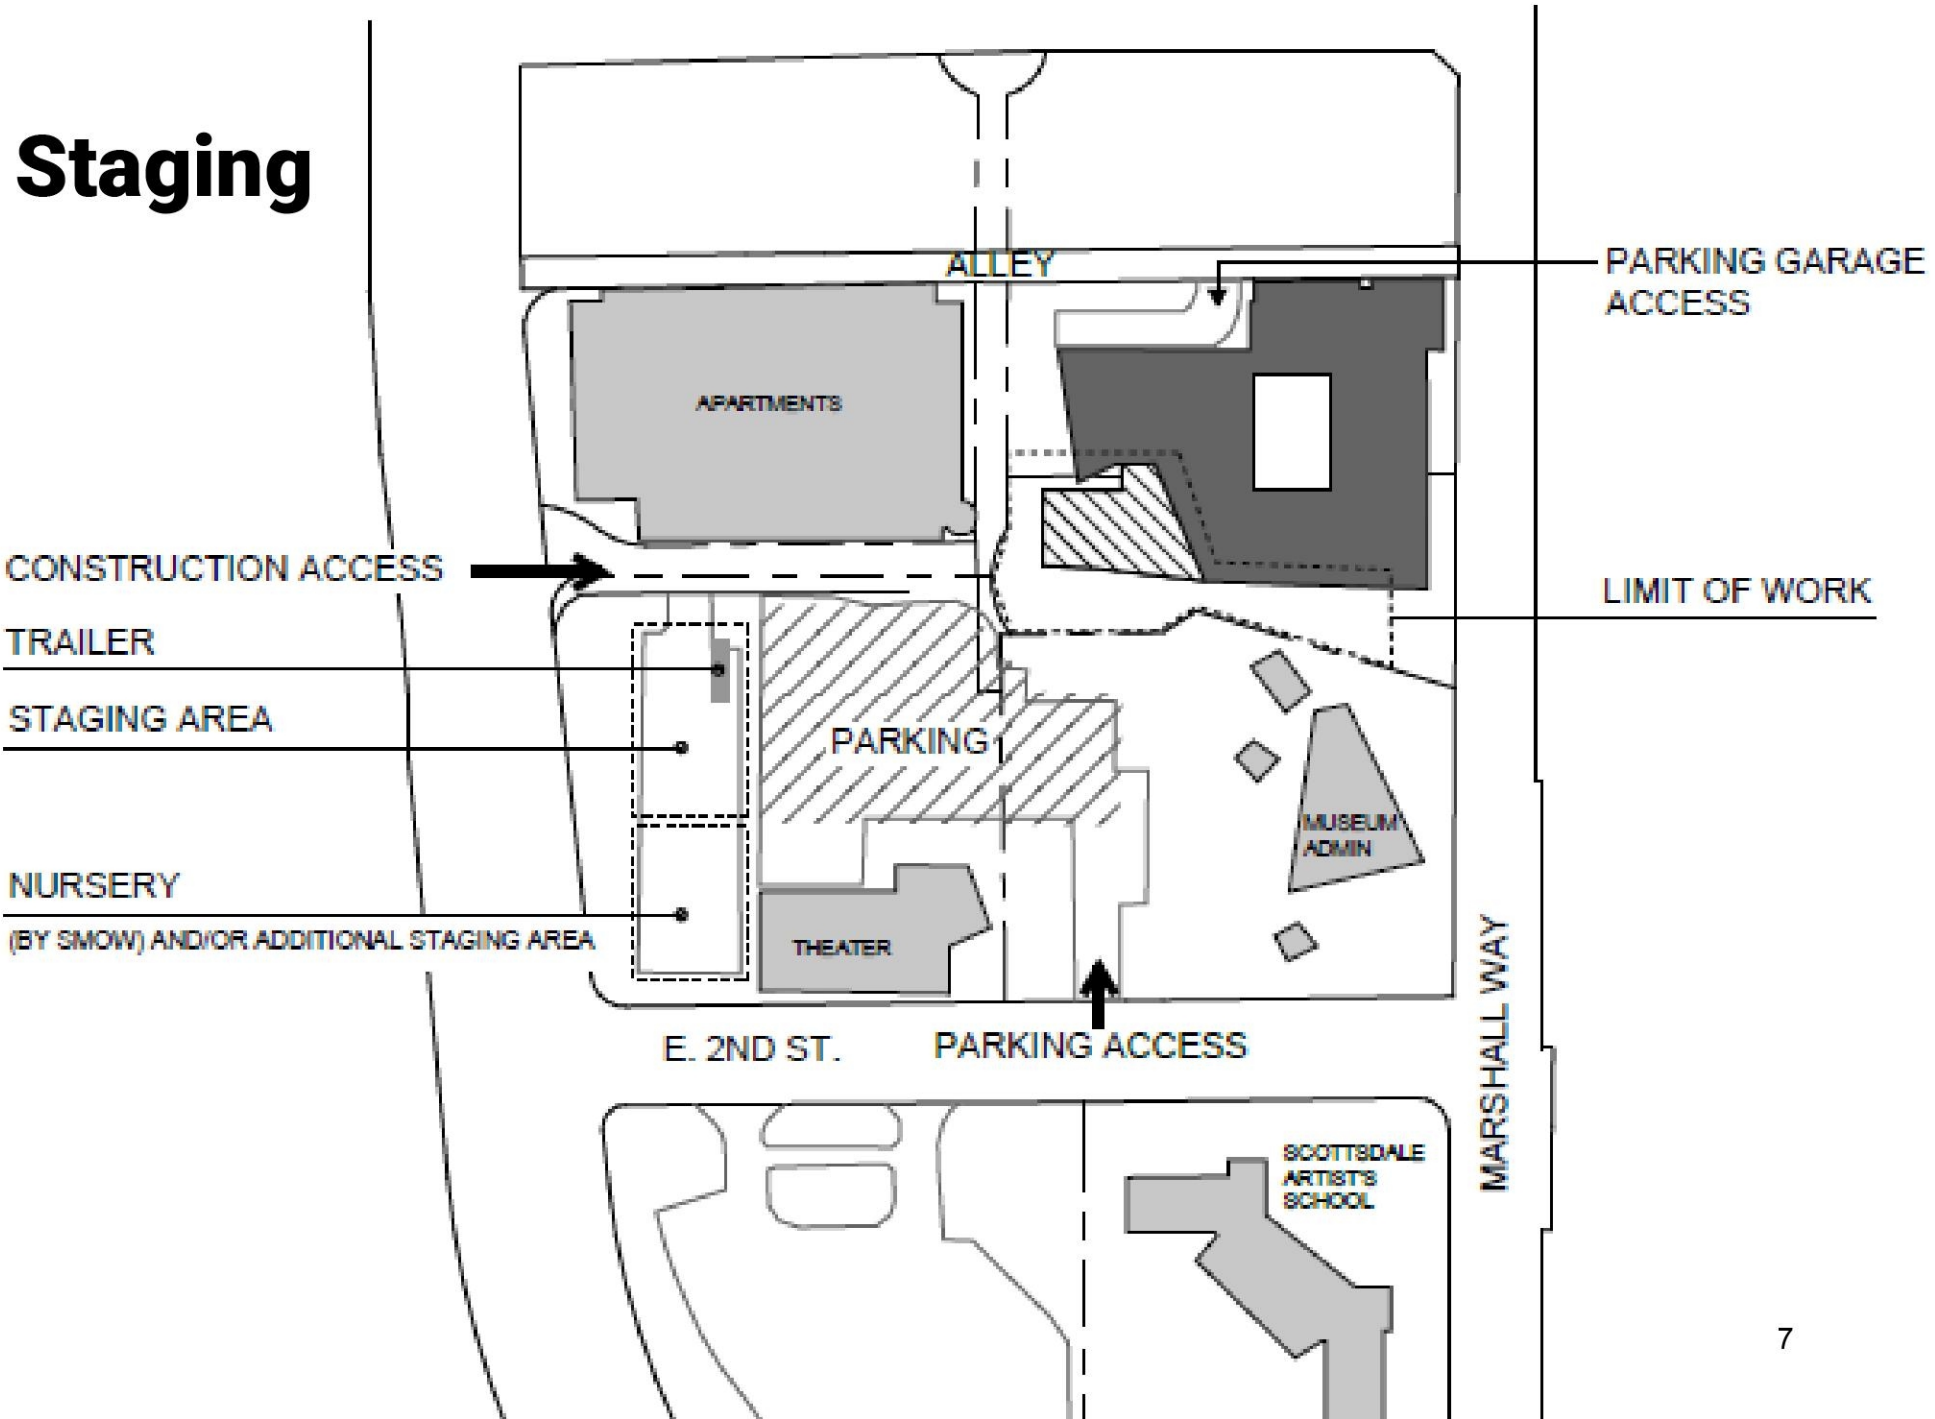 Staging
ALLEY
PARKING GARAGE
ACCESS
APARTMENTS
CONSTRUCTION ACCESS
LIMIT OF WORK
TRAILER
STAGING AREA
PARKING
MUSEUM
ADMIN
NURSERY
(BY SMOW) AND/OR ADDITIONAL STAGING AREA
THEATER
MARSHALL WAY
E. 2ND ST.
PARKING ACCESS
SCOTTSDALE
ARTIST'S
SCHOOL
7